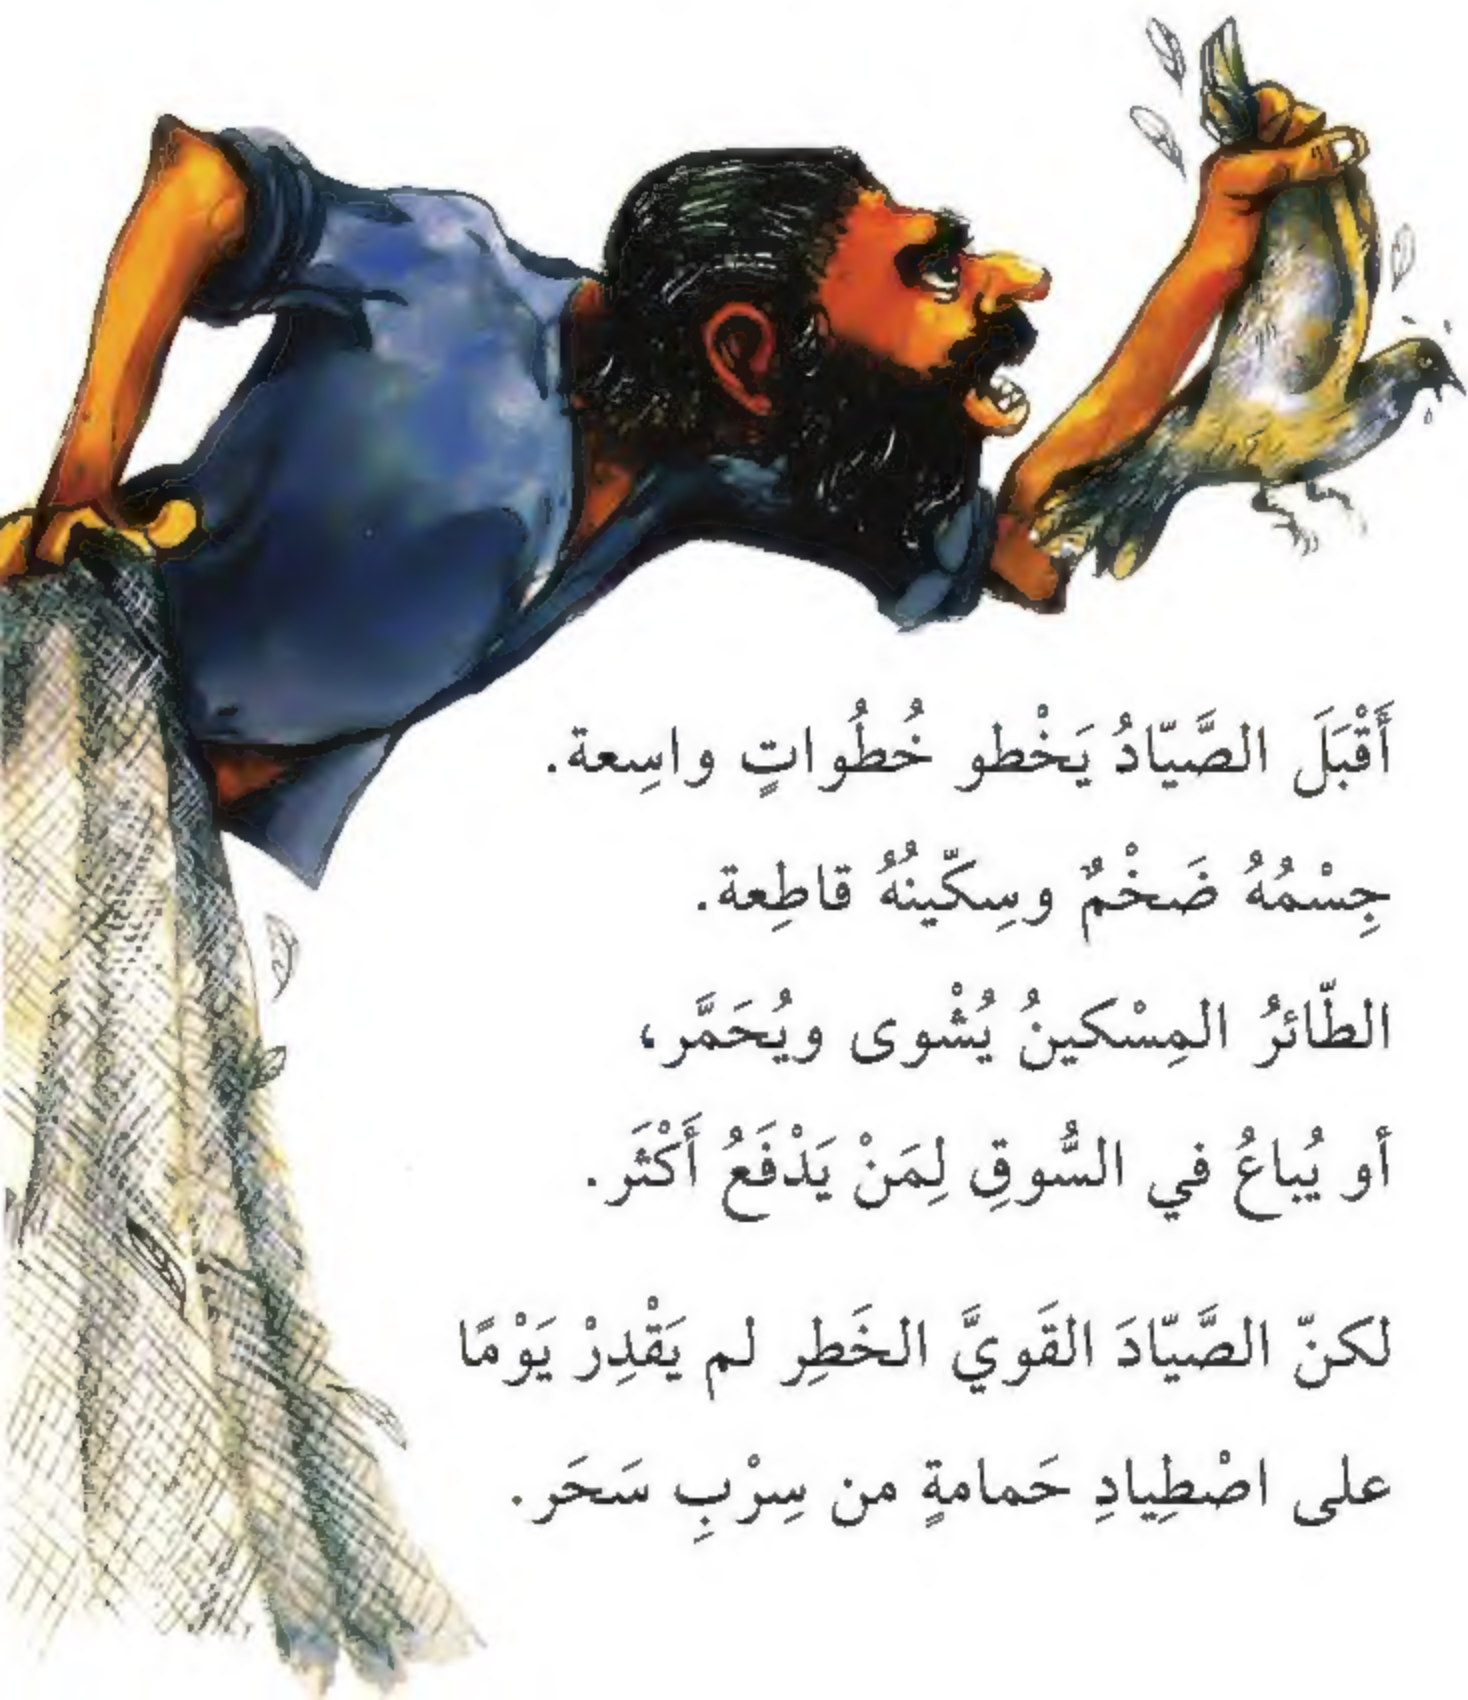 أَقْبَلَ الصَّيّادُ يَخْطو خُطُواتٍ واسِعة.
جِسْمُهُ ضَخْمٌ وسِكّينُهُ قاطِعة.
الطّائرُ المِسْكينُ يُشْوى ويُحَمَّر،
أو يُباعُ في السُّوقِ لِمَنْ يَدْفَعُ أَكْثَر.
لكنّ الصَّيّادَ القَويَّ الخَطِر لم يَقْدِرْ يَوْمًا
على اصْطِيادِ حَمامةٍ من سِرْبِ سَحَر.